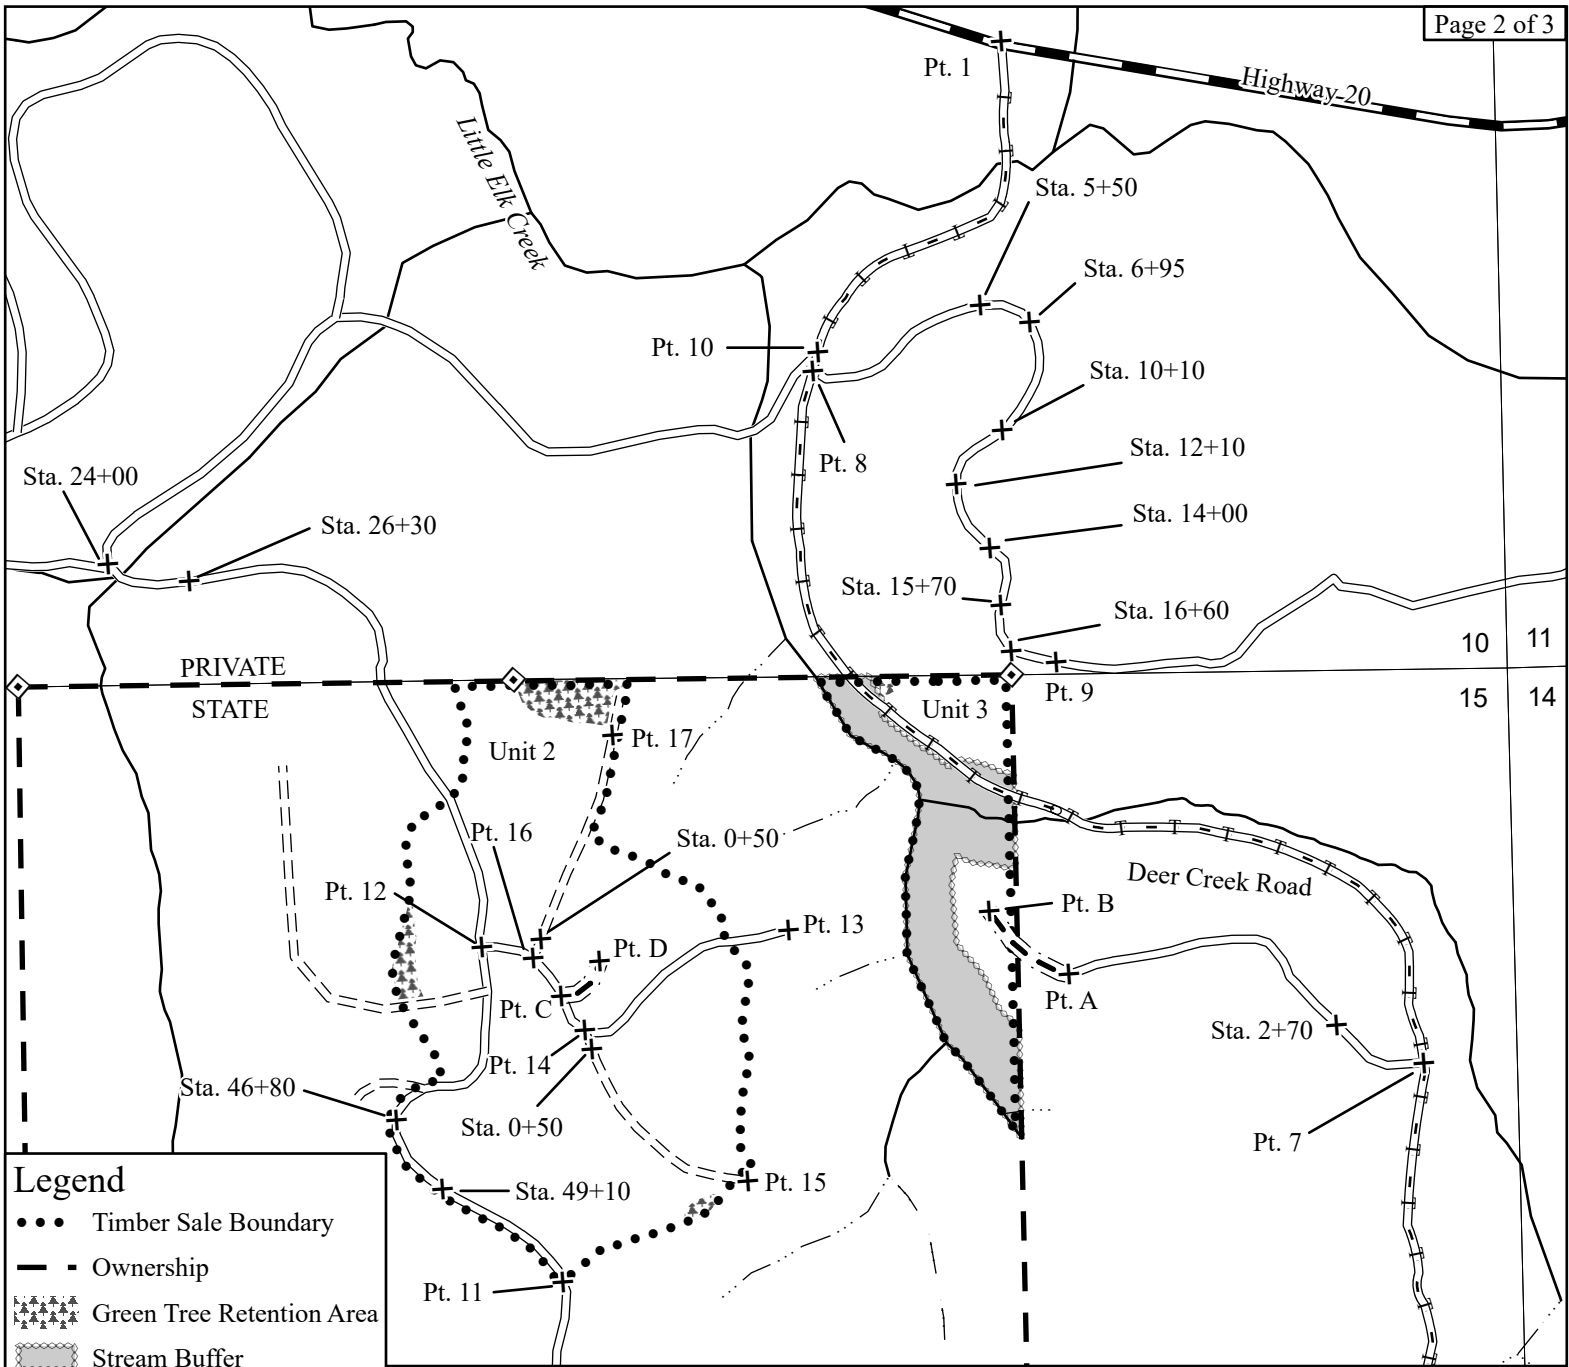 Page 2 of 3
Pt. 1
Highway 20
Little Elk Creek
Sta. 5+50
Sta. 6+95
Pt. 10
Sta. 10+10
Pt. 8
Sta. 12+10
Sta. 24+00
Sta. 14+00
Sta. 26+30
Sta. 15+70
Sta. 16+60
10
11
PRIVATE
STATE
Pt. 9
15
14
Unit 3
Unit 2
Pt. 17
Pt. 16
Sta. 0+50
Deer Creek Road
Pt. 12
Pt. B
Pt. 13
Pt. D
Pt. C
Pt. A
Sta. 2+70
Pt. 14
Sta. 46+80
Sta. 0+50
Pt. 7
Pt. 15
Sta. 49+10
Pt. 11
Legend
Timber Sale Boundary
Ownership
Green Tree Retention Area
Stream Buffer